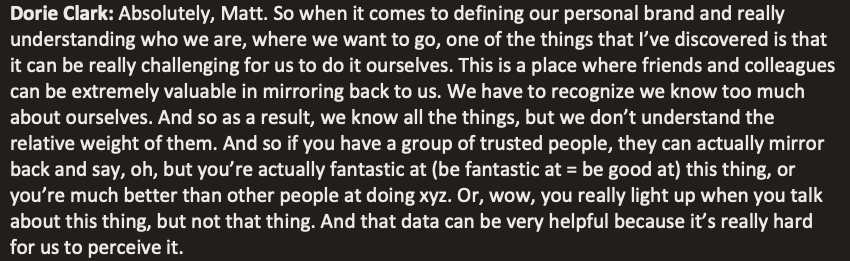 Dorie Clark: Absolutely, Matt. So when it comes to defining our personal brand and really
understanding who we are, where we want to go, one of the things that I’ve discovered is that
it can be really challenging for us to do it ourselves. This is a place where friends and colleagues
can be extremely valuable in mirroring back to us. We have to recognize we know too much
about ourselves. And so as a result, we know all the things, but we don’t understand the
relative weight of them. And so if you have a group of trusted people, they can actually mirror
back and say, oh, but you’re actually fantastic at (be fantastic at = be good at) this thing, or
you’re much better than other people at doing xyz. Or, wow, you really light up when you talk
about this thing, but not that thing. And that data can be very helpful because it’s really hard
for us to perceive it.